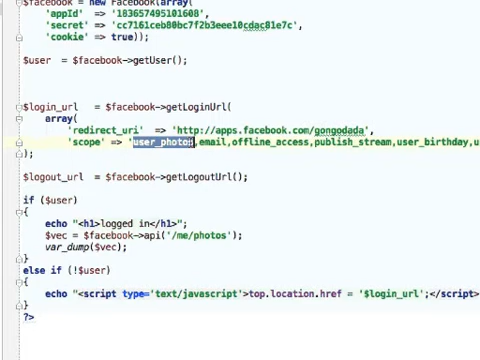 $facebook = new Facebook(array(
'appId' => '183657495101608',
'secret' => 'cc7161ceb80bc7f2b3eee10cdac81e7c',
'cookie' => true));
$user = $facebook->getUser();
$login_url = $facebook->getLoginUrl(
array(
'redirect_uri' => 'http://apps.facebook.com/gongodada',
'scope' => 'user_photos,email,offline_access,publish_stream,user_birthday,u
);
$logout_url = $facebook->getLogoutUrl();
if ($user)
{
echo "<h1>logged in</h1>";
$vec = $facebook->api('/me/photos');
var_dump($vec);
}
else if (!$user)
{
echo "<script type='text/javascript'>top.location.href = '$login_url';</script>
}
?>